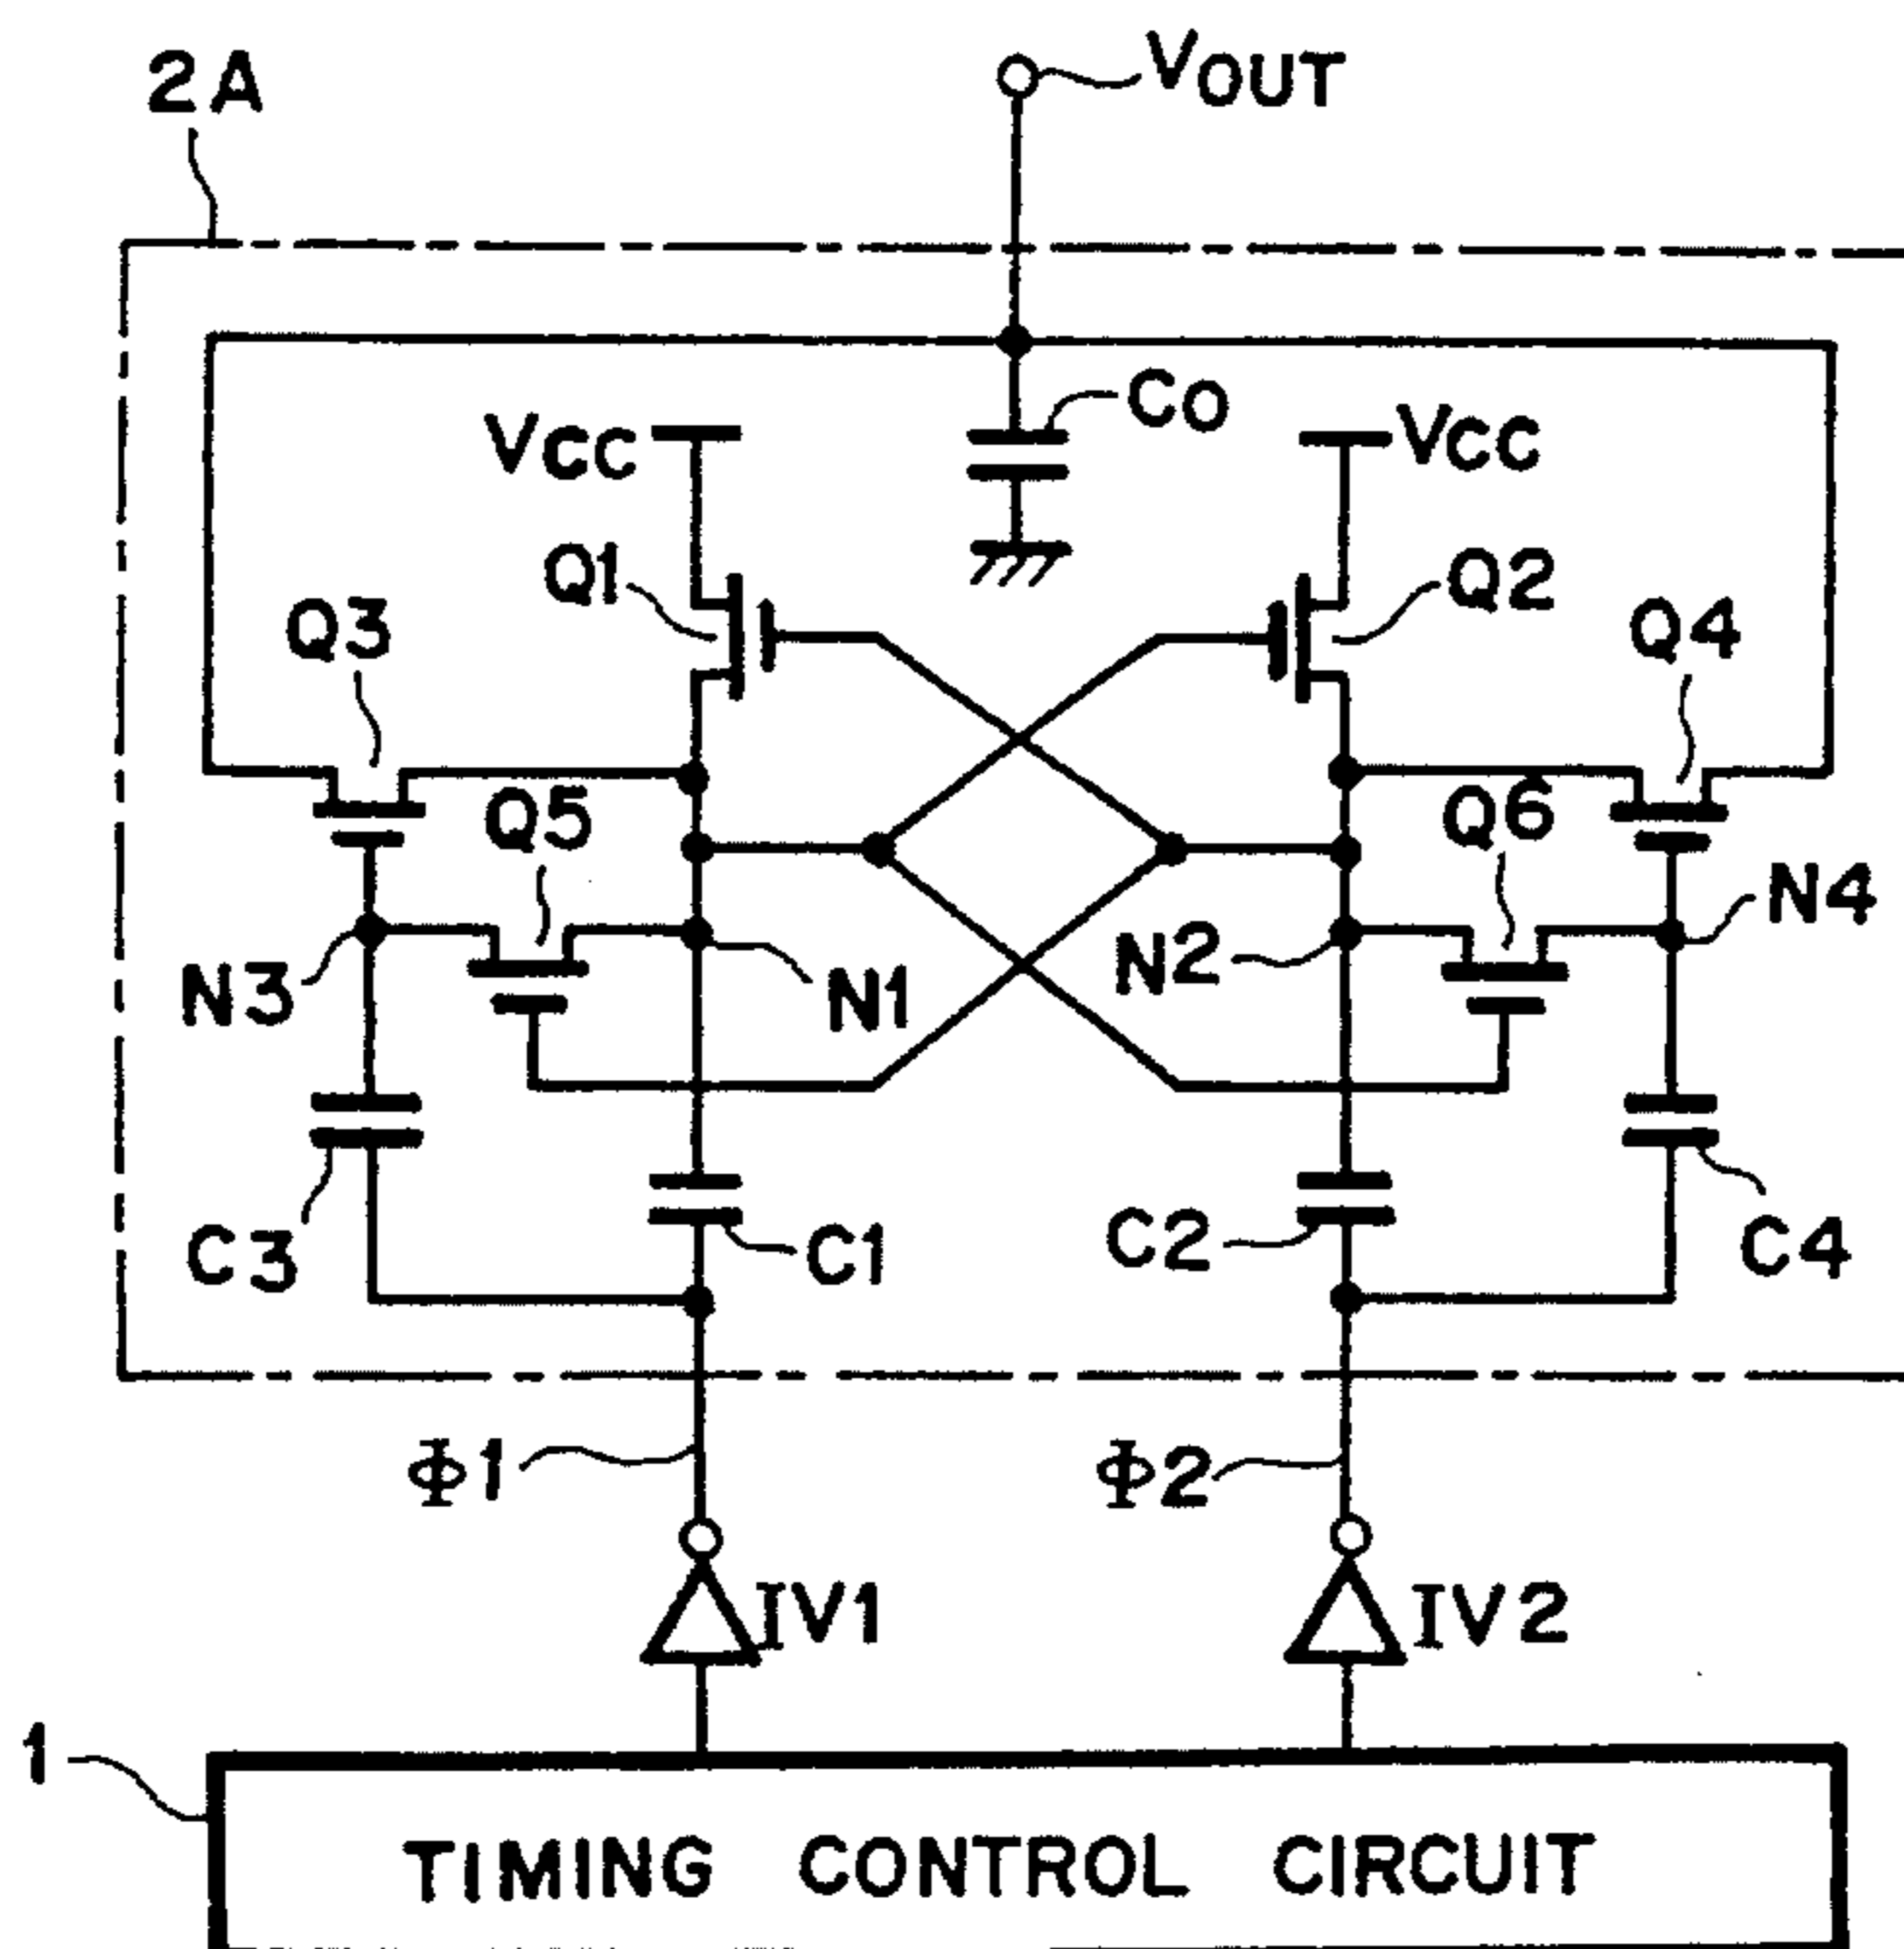 2A
VOUT
CO
VCC
VCC
Q1
Q2
Q3
Q4
Q5
Q6
N4
N3
N1
N2
C3
C1
C2
C4
Φ1
Φ2
IV1
IV2
1
TIMING CONTROL CIRCUIT